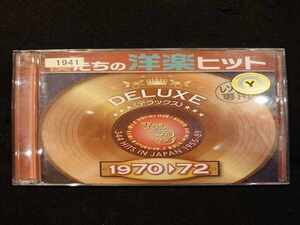 1941
たちの洋楽ヒット
Y
DELUXE
〈デラックス〉
344 HITS IN JAPAN 1955-89
1970▶72